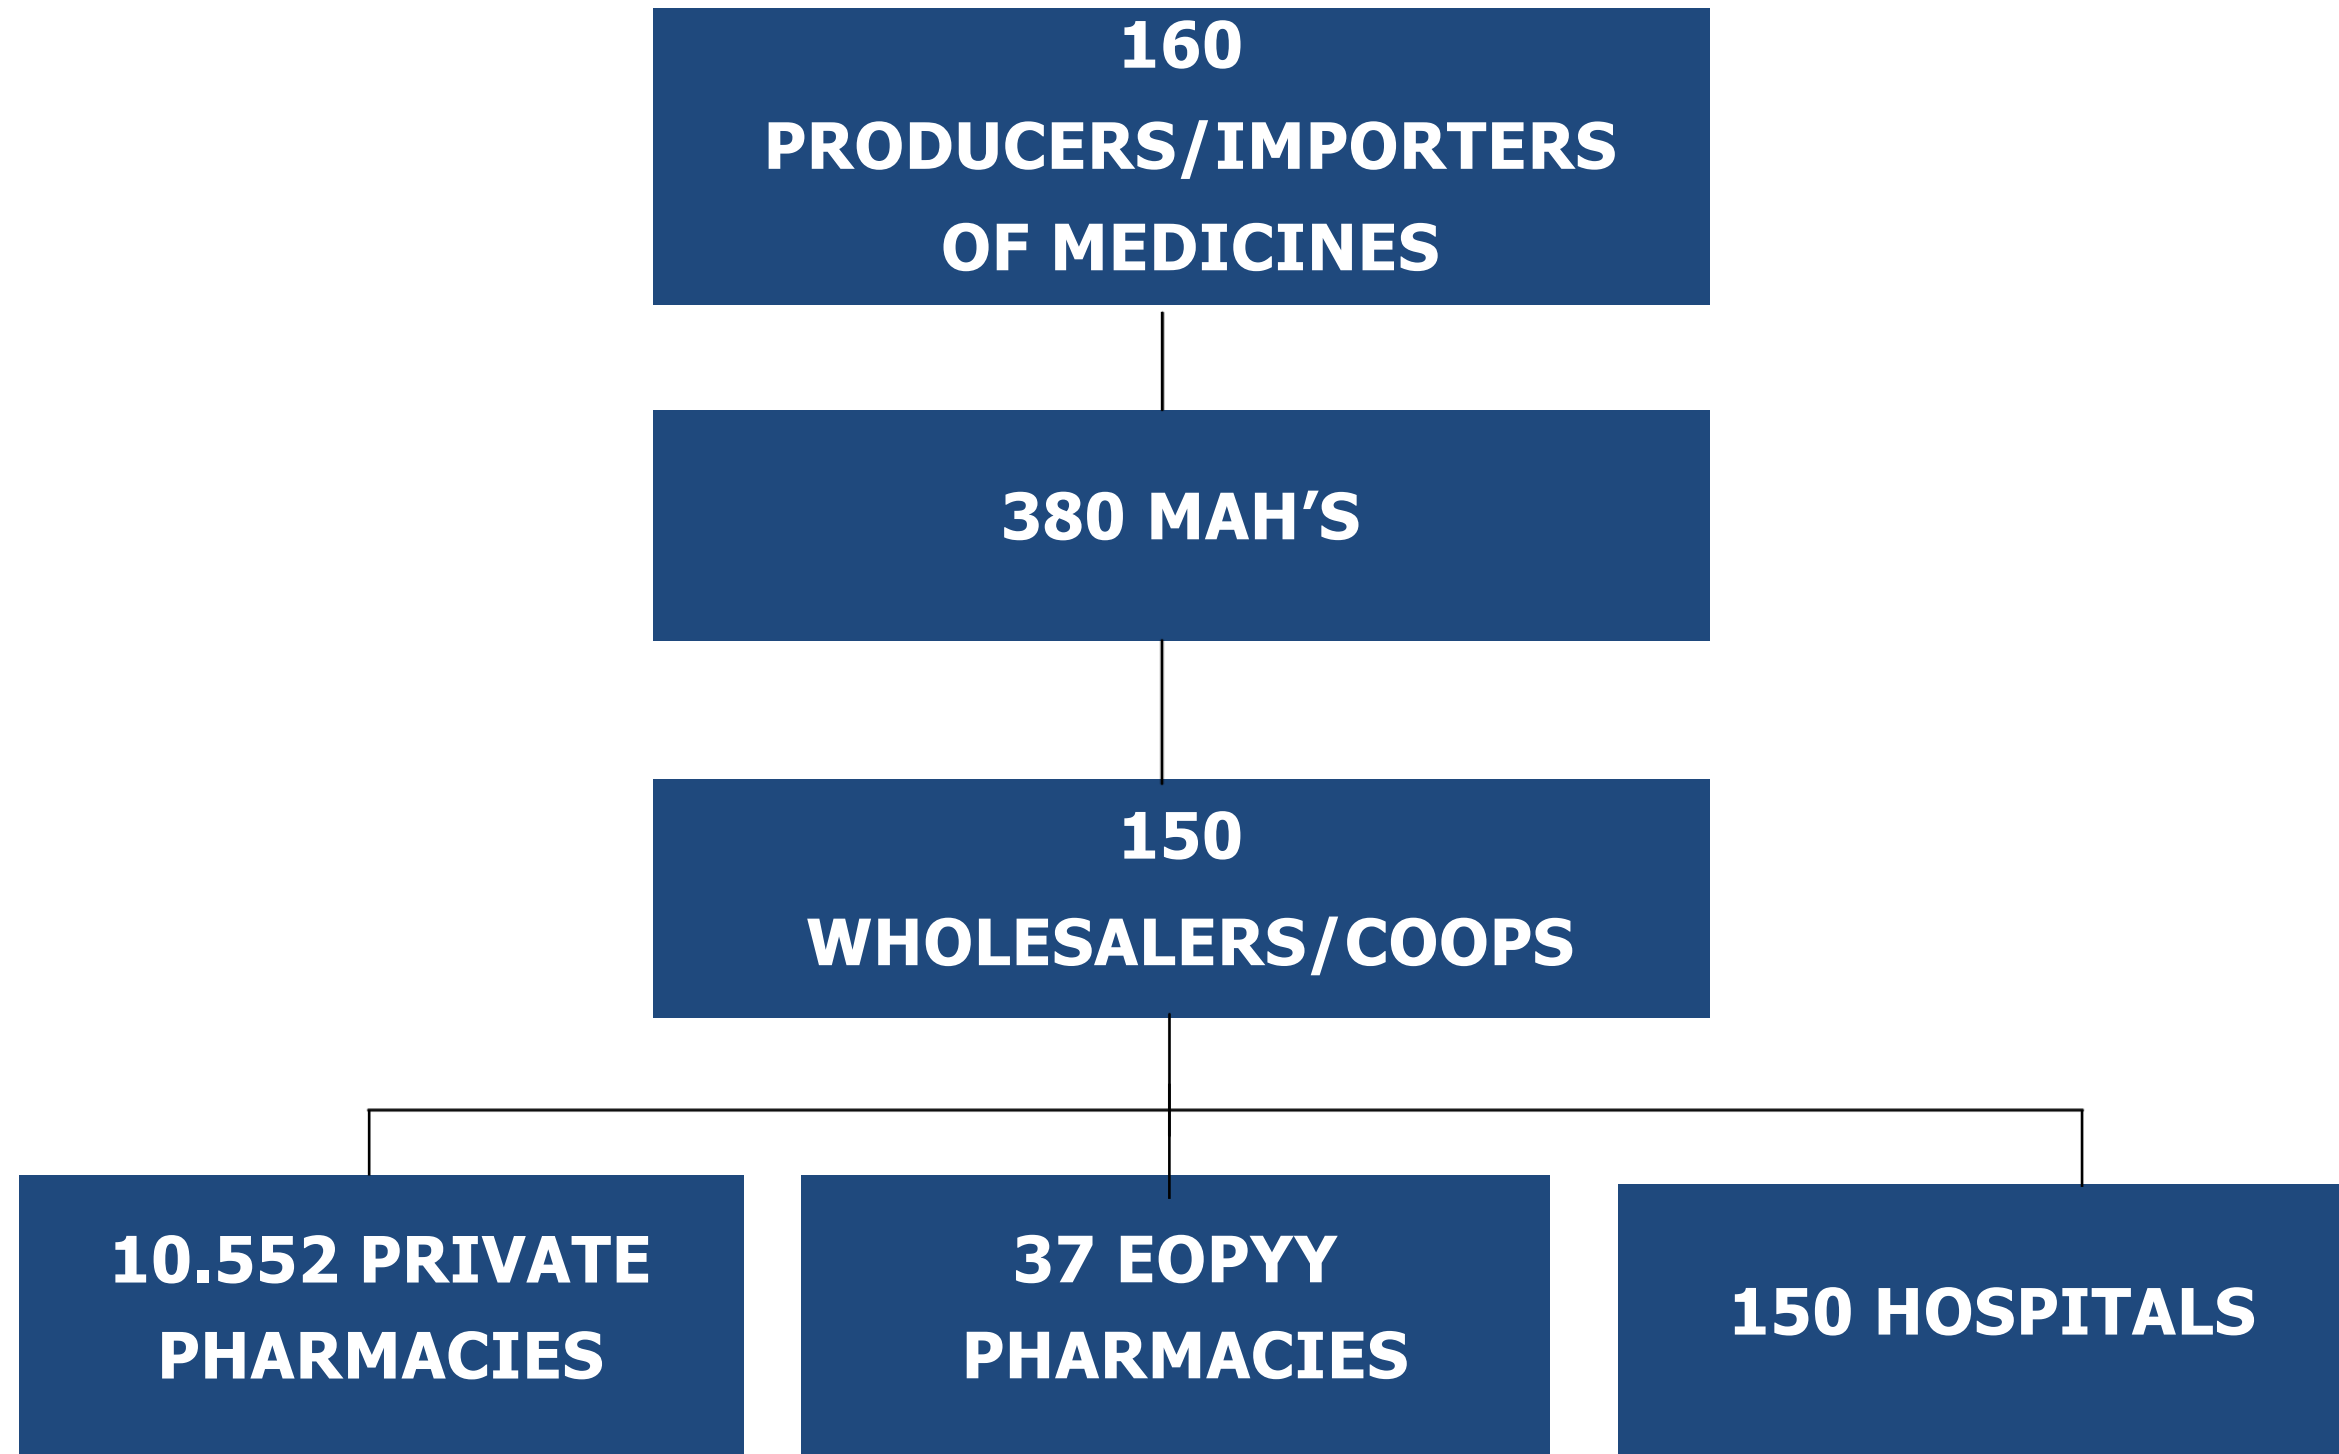 160
PRODUCERS/IMPORTERS
OF MEDICINES
380 MAH’S
150
WHOLESALERS/COOPS
10.552 PRIVATE
PHARMACIES
37 EOPYY
PHARMACIES
150 HOSPITALS